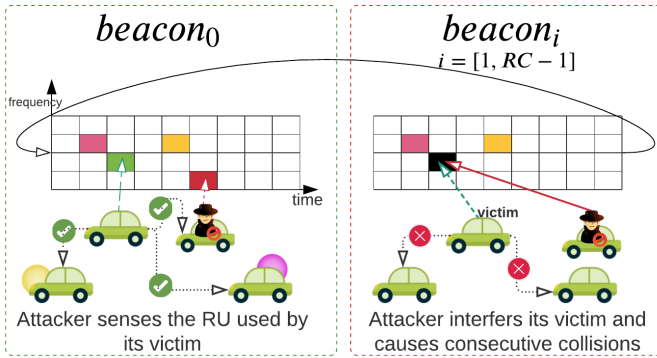 beacon₀
frequency
time
Attacker senses the RU used by
its victim
beaconᵢ
i = [1, RC − 1]
victim
Attacker interfers its victim and
causes consecutive collisions